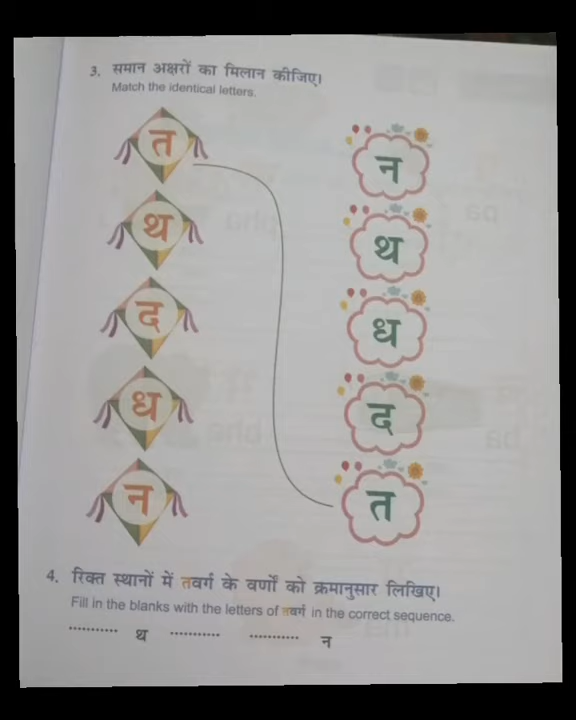 3. समान अक्षरों का मिलान कीजिए।
Match the identical letters.
त
न
थ
थ
द
ध
ध
द
न
त
4. रिक्त स्थानों में तवर्ग के वर्णों को क्रमानुसार लिखिए।
Fill in the blanks with the letters of तवर्ग in the correct sequence.
........... थ ........... ........... न